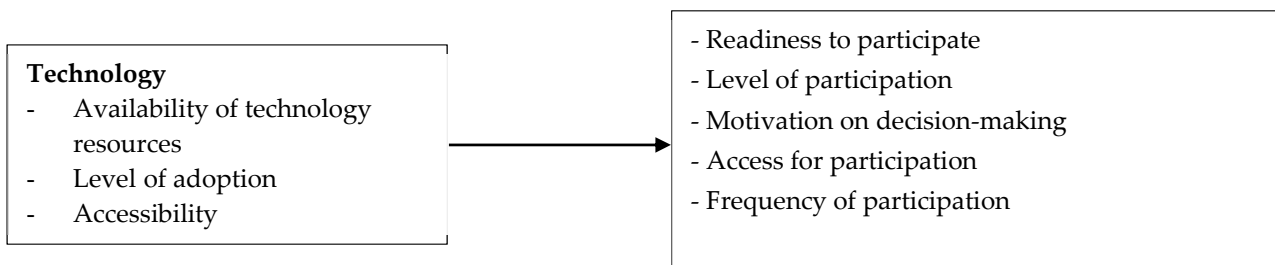 Technology
- Availability of technology
resources
- Level of adoption
- Accessibility
- Readiness to participate
- Level of participation
- Motivation on decision-making
- Access for participation
- Frequency of participation